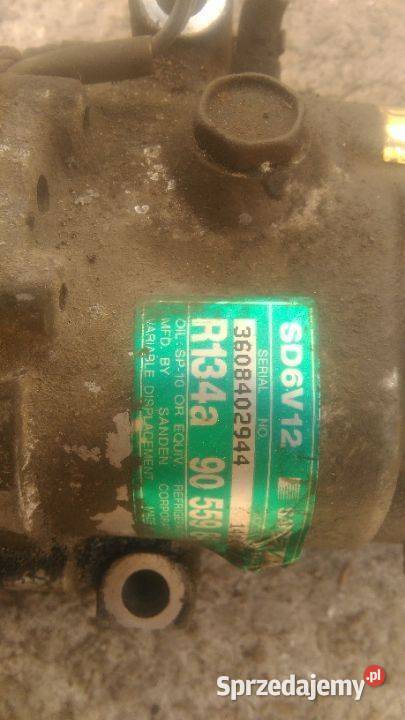 SD6V12
SERIAL NO.
3608402944
R134a 90 559
OIL: SP-10 OR EQUIV.
MFD. BY SANDEN
VARIABLE DISPLACEMENT
Sprzedajemy.pl